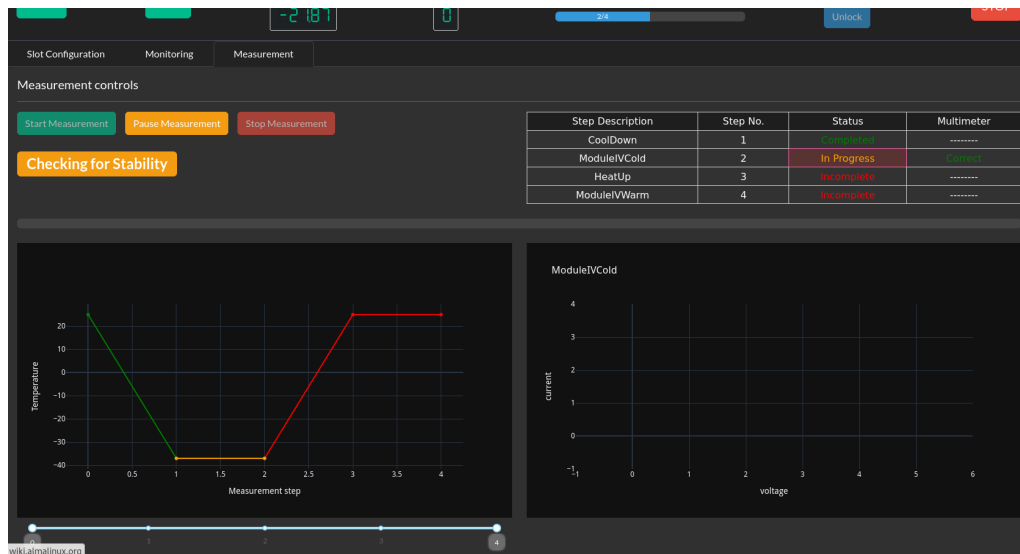 -21.87 0 2/4 Unlock STOP
Slot Configuration Monitoring Measurement
Measurement controls
Start Measurement Pause Measurement Stop Measurement
Checking for Stability
Step Description Step No. Status Multimeter
CoolDown 1 Completed --------
ModuleIVCold 2 In Progress Correct
HeatUp 3 Incomplete --------
ModuleIVWarm 4 Incomplete --------
20
10
0
−10
−20
−30
−40
Temperature
0 0.5 1 1.5 2 2.5 3 3.5 4
Measurement step
ModuleIVCold
4
3
2
1
0
−1
current
−1 0 1 2 3 4 5 6
voltage
0 1 2 3 4
wiki.almalinux.org